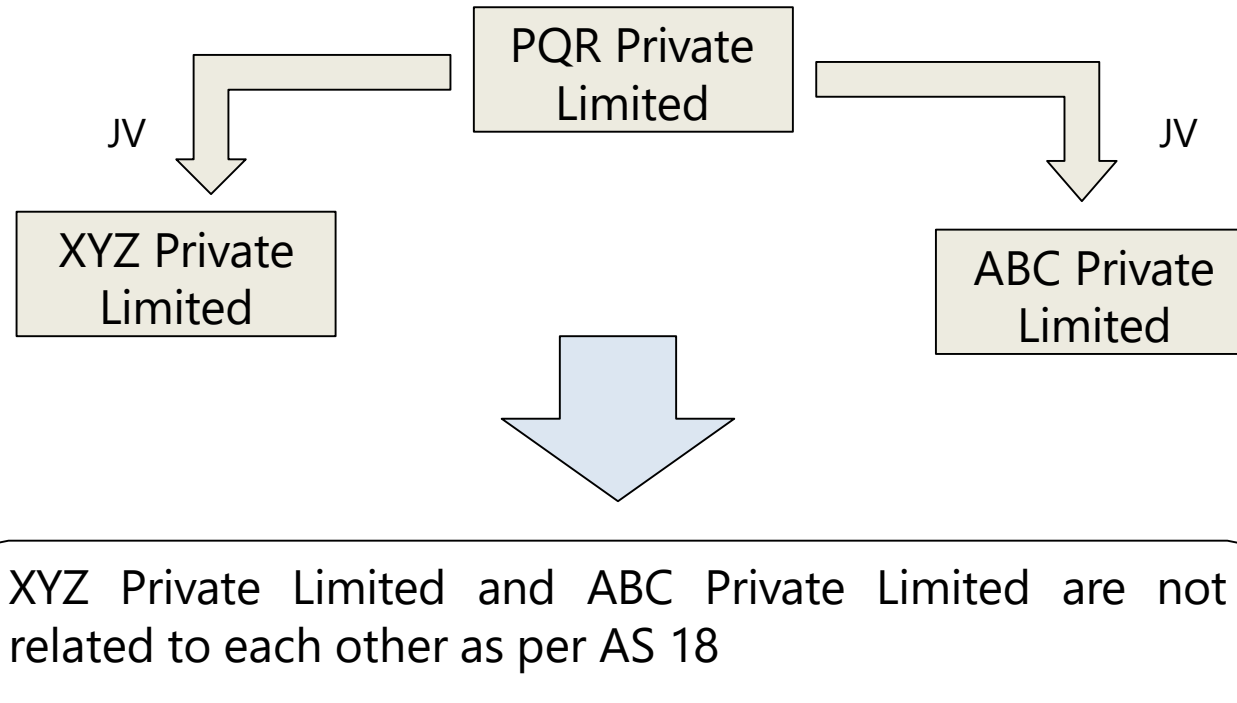 PQR Private
Limited
JV
JV
XYZ Private
Limited
ABC Private
Limited
XYZ Private Limited and ABC Private Limited are not
related to each other as per AS 18